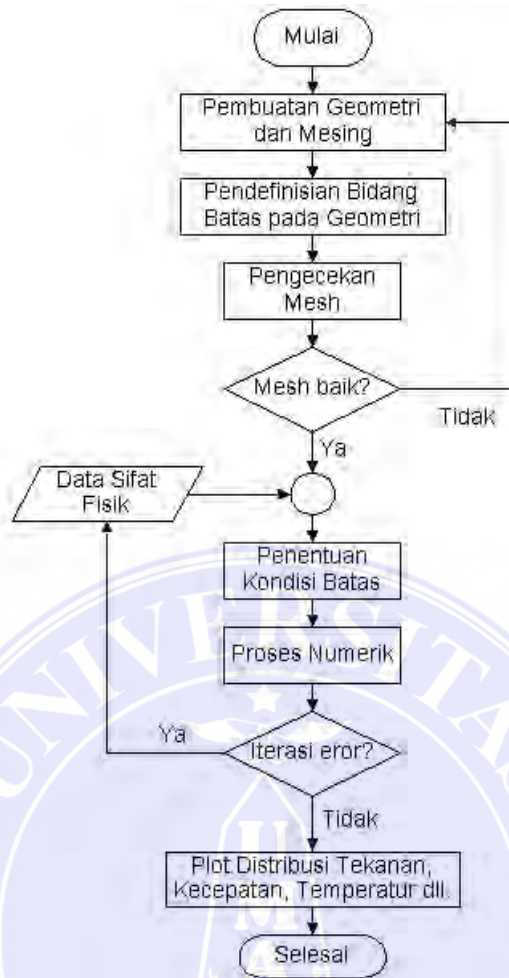 Mulai
Pembuatan Geometri
dan Mesing
Pendefinisian Bidang
Batas pada Geometri
Pengecekan
Mesh
Mesh baik?
Tidak
Ya
Data Sifat
Fisik
Penentuan
Kondisi Batas
Proses Numerik
Ya
Iterasi eror?
Tidak
Plot Distribusi Tekanan,
Kecepatan, Temperatur dll.
Selesai